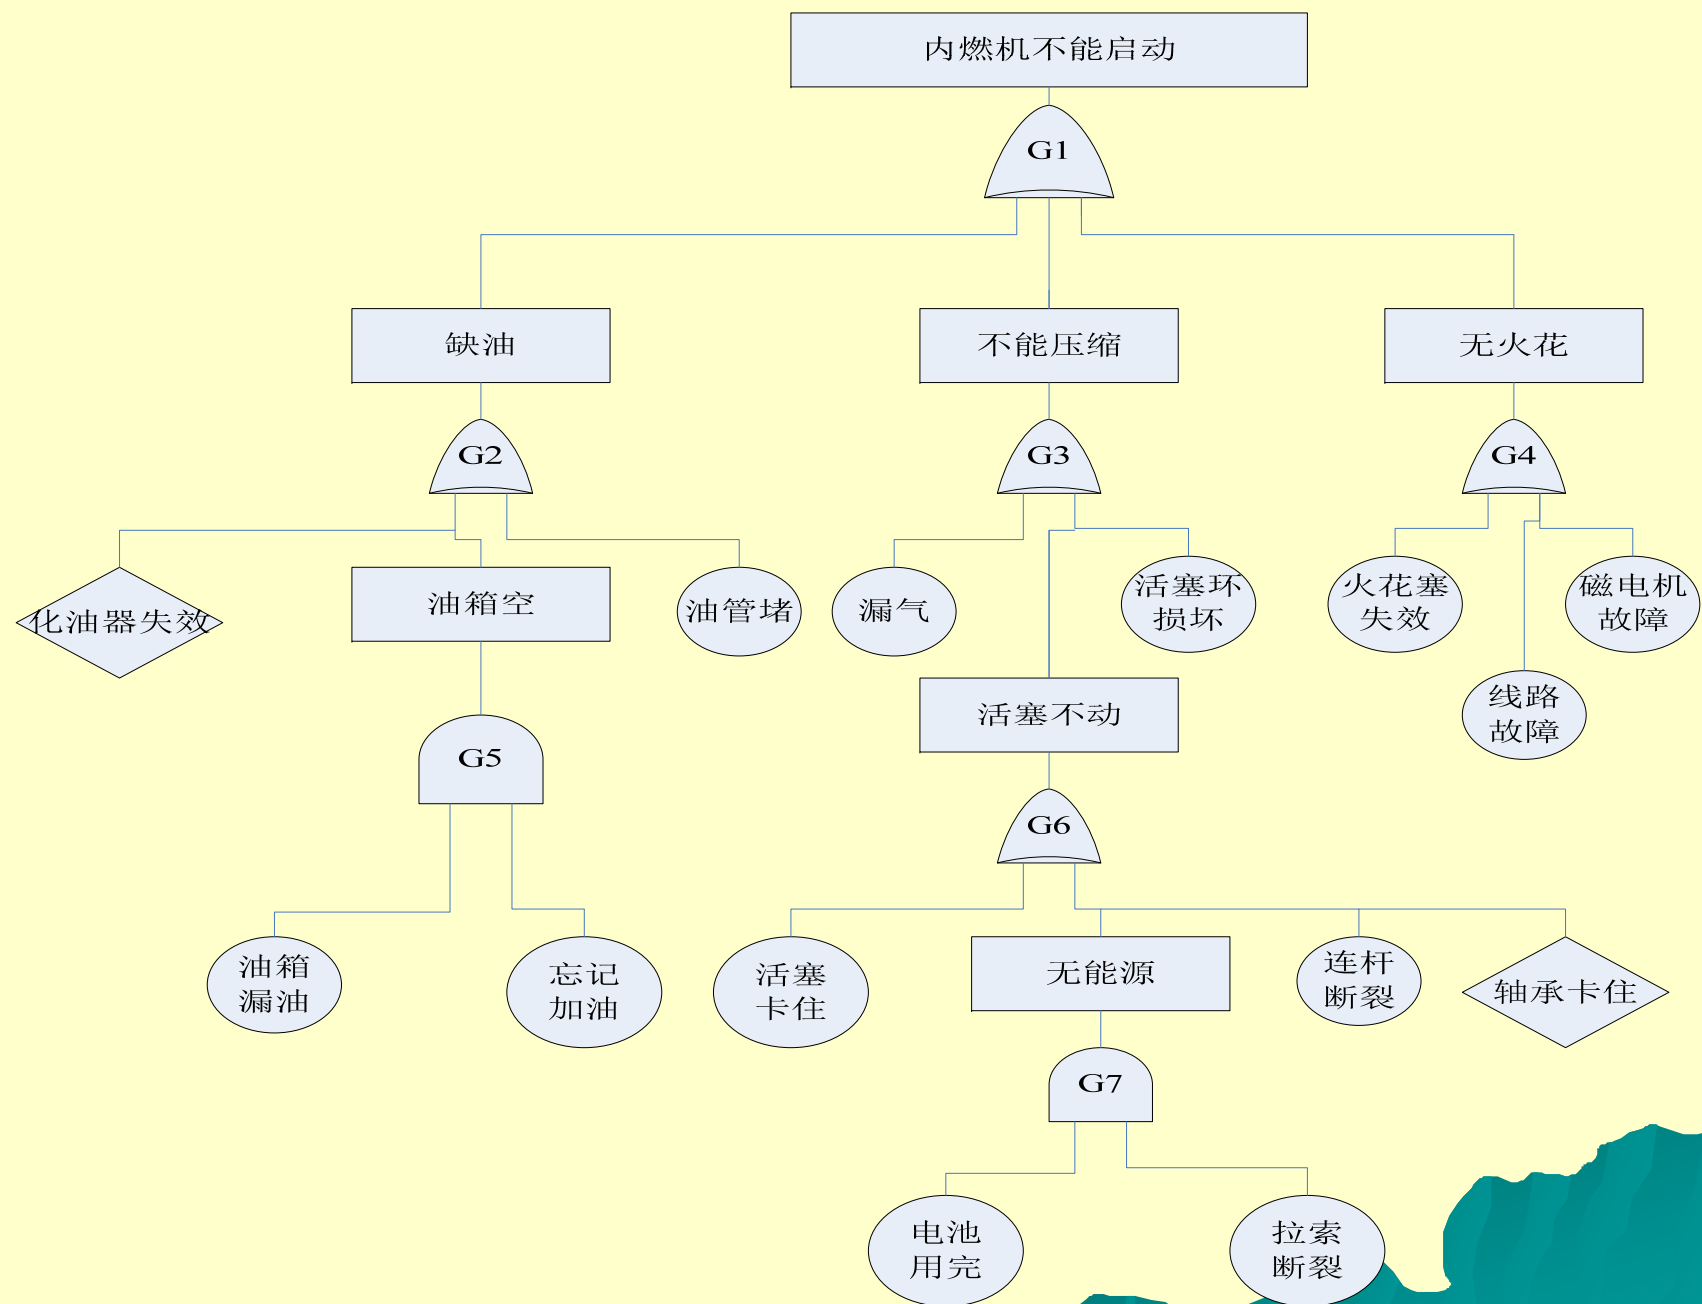 内燃机不能启动
G1
缺油
不能压缩
无火花
G2
G3
G4
化油器失效
油箱空
油管堵
漏气
活塞环
损坏
火花塞
失效
磁电机
故障
线路
故障
活塞不动
G5
G6
油箱
漏油
忘记
加油
活塞
卡住
无能源
连杆
断裂
轴承卡住
G7
电池
用完
拉索
断裂